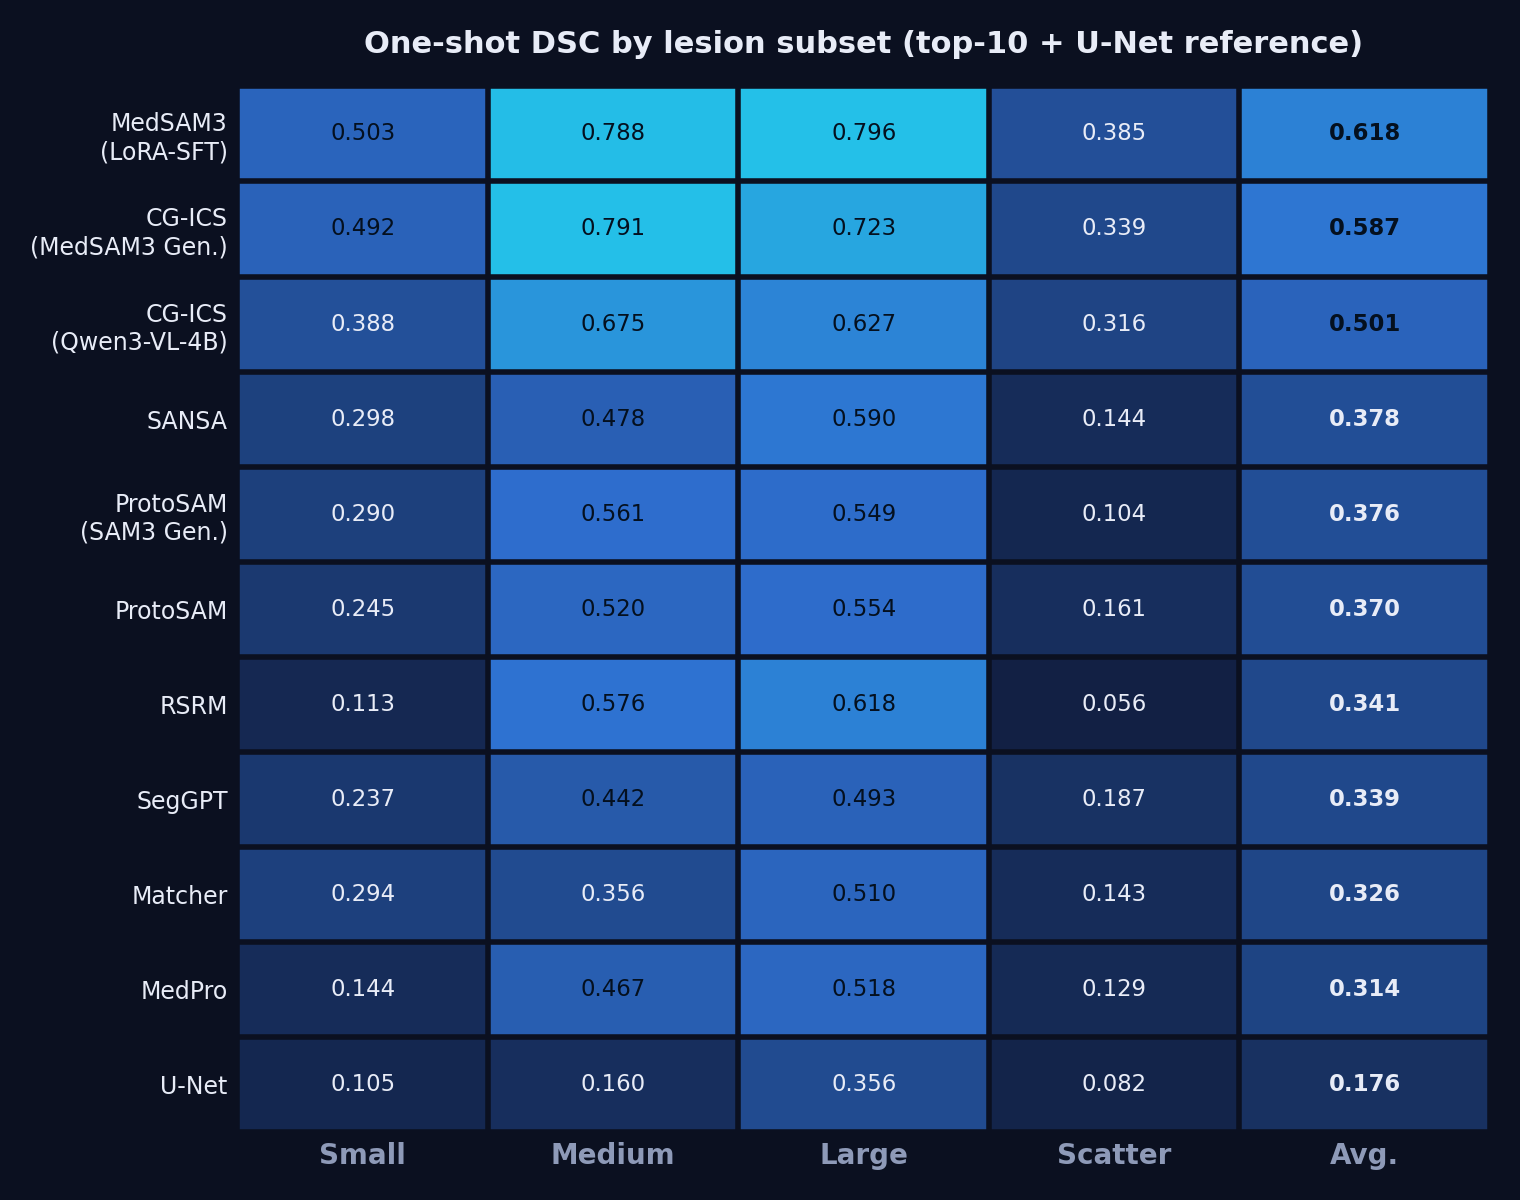 One-shot DSC by lesion subset (top-10 + U-Net reference)
MedSAM3
(LoRA-SFT)
0.503 0.788 0.796 0.385 0.618
CG-ICS
(MedSAM3 Gen.)
0.492 0.791 0.723 0.339 0.587
CG-ICS
(Qwen3-VL-4B)
0.388 0.675 0.627 0.316 0.501
SANSA 0.298 0.478 0.590 0.144 0.378
ProtoSAM
(SAM3 Gen.)
0.290 0.561 0.549 0.104 0.376
ProtoSAM 0.245 0.520 0.554 0.161 0.370
RSRM 0.113 0.576 0.618 0.056 0.341
SegGPT 0.237 0.442 0.493 0.187 0.339
Matcher 0.294 0.356 0.510 0.143 0.326
MedPro 0.144 0.467 0.518 0.129 0.314
U-Net 0.105 0.160 0.356 0.082 0.176
Small Medium Large Scatter Avg.